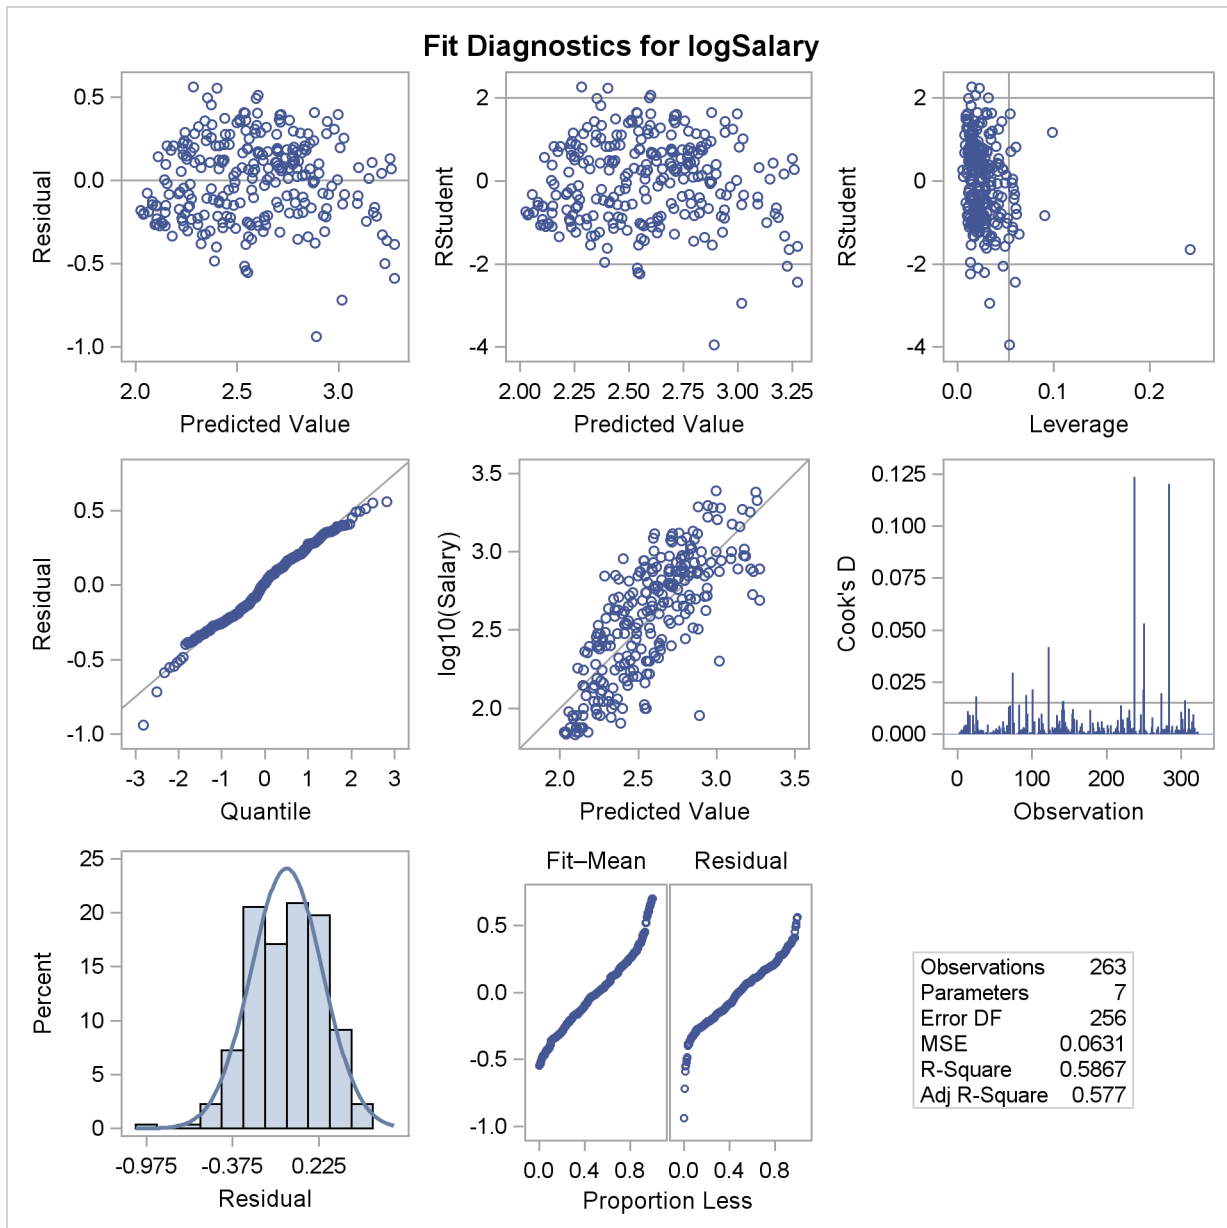 Fit Diagnostics for logSalary
Residual
0.5
0.0
-0.5
-1.0
2.0 2.5 3.0
Predicted Value
RStudent
2
0
-2
-4
2.00 2.25 2.50 2.75 3.00 3.25
Predicted Value
RStudent
2
0
-2
-4
0.0 0.1 0.2
Leverage
Residual
0.5
0.0
-0.5
-1.0
-3 -2 -1 0 1 2 3
Quantile
log10(Salary)
3.5
3.0
2.5
2.0
2.0 2.5 3.0 3.5
Predicted Value
Cook's D
0.125
0.100
0.075
0.050
0.025
0.000
0 100 200 300
Observation
Percent
25
20
15
10
5
0
-0.975 -0.375 0.225
Residual
Fit–Mean Residual
0.5
0.0
-0.5
-1.0
0.0 0.4 0.8 0.0 0.4 0.8
Proportion Less
Observations 263
Parameters 7
Error DF 256
MSE 0.0631
R-Square 0.5867
Adj R-Square 0.577